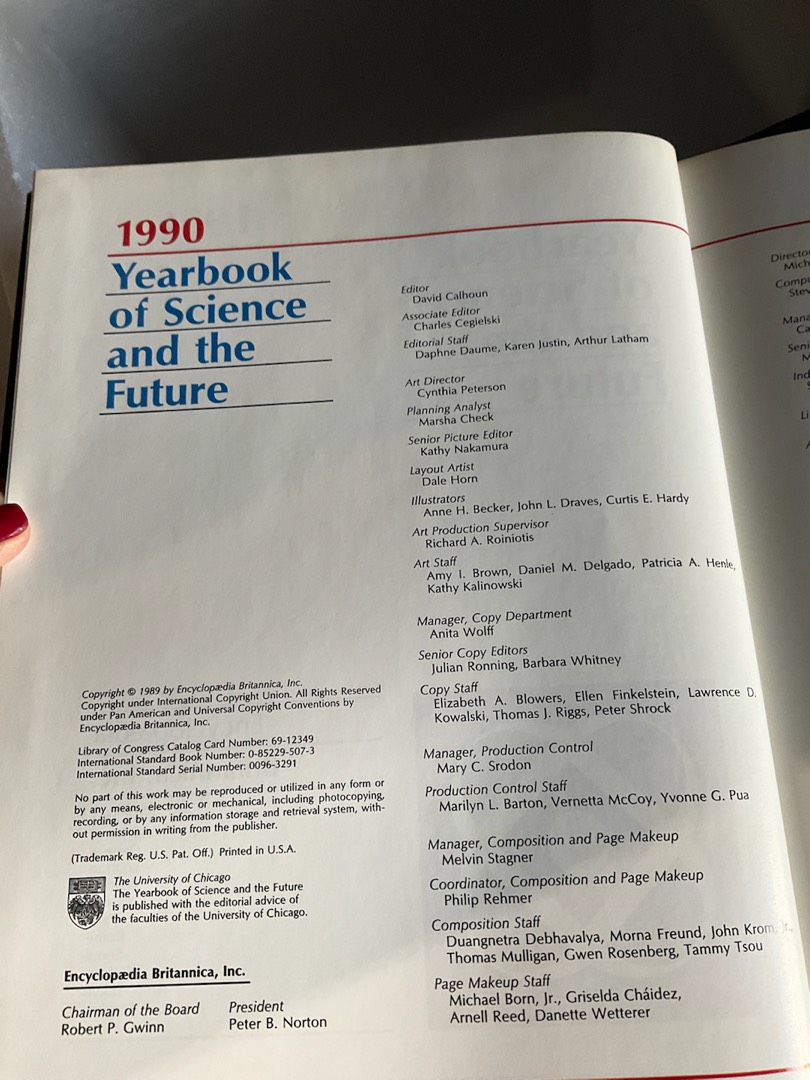 1990
Yearbook
of Science
and the
Future
Copyright © 1989 by Encyclopædia Britannica, Inc.
Copyright under International Copyright Union. All Rights Reserved
under Pan American and Universal Copyright Conventions by
Encyclopædia Britannica, Inc.
Library of Congress Catalog Card Number: 69-12349
International Standard Book Number: 0-85229-507-3
International Standard Serial Number: 0096-3291
No part of this work may be reproduced or utilized in any form or
by any means, electronic or mechanical, including photocopying,
recording, or by any information storage and retrieval system, with-
out permission in writing from the publisher.
(Trademark Reg. U.S. Pat. Off.) Printed in U.S.A.
The University of Chicago
The Yearbook of Science and the Future
is published with the editorial advice of
the faculties of the University of Chicago.
Encyclopædia Britannica, Inc.
Chairman of the Board
Robert P. Gwinn
President
Peter B. Norton
Editor
David Calhoun
Associate Editor
Charles Cegielski
Editorial Staff
Daphne Daume, Karen Justin, Arthur Latham
Art Director
Cynthia Peterson
Planning Analyst
Marsha Check
Senior Picture Editor
Kathy Nakamura
Layout Artist
Dale Horn
Illustrators
Anne H. Becker, John L. Draves, Curtis E. Hardy
Art Production Supervisor
Richard A. Roiniotis
Art Staff
Amy I. Brown, Daniel M. Delgado, Patricia A. Henle,
Kathy Kalinowski
Manager, Copy Department
Anita Wolff
Senior Copy Editors
Julian Ronning, Barbara Whitney
Copy Staff
Elizabeth A. Blowers, Ellen Finkelstein, Lawrence D.
Kowalski, Thomas J. Riggs, Peter Shrock
Manager, Production Control
Mary C. Srodon
Production Control Staff
Marilyn L. Barton, Vernetta McCoy, Yvonne G. Pua
Manager, Composition and Page Makeup
Melvin Stagner
Coordinator, Composition and Page Makeup
Philip Rehmer
Composition Staff
Duangnetra Debhavalya, Morna Freund, John Krom, Jr.,
Thomas Mulligan, Gwen Rosenberg, Tammy Tsou
Page Makeup Staff
Michael Born, Jr., Griselda Cháidez,
Arnell Reed, Danette Wetterer